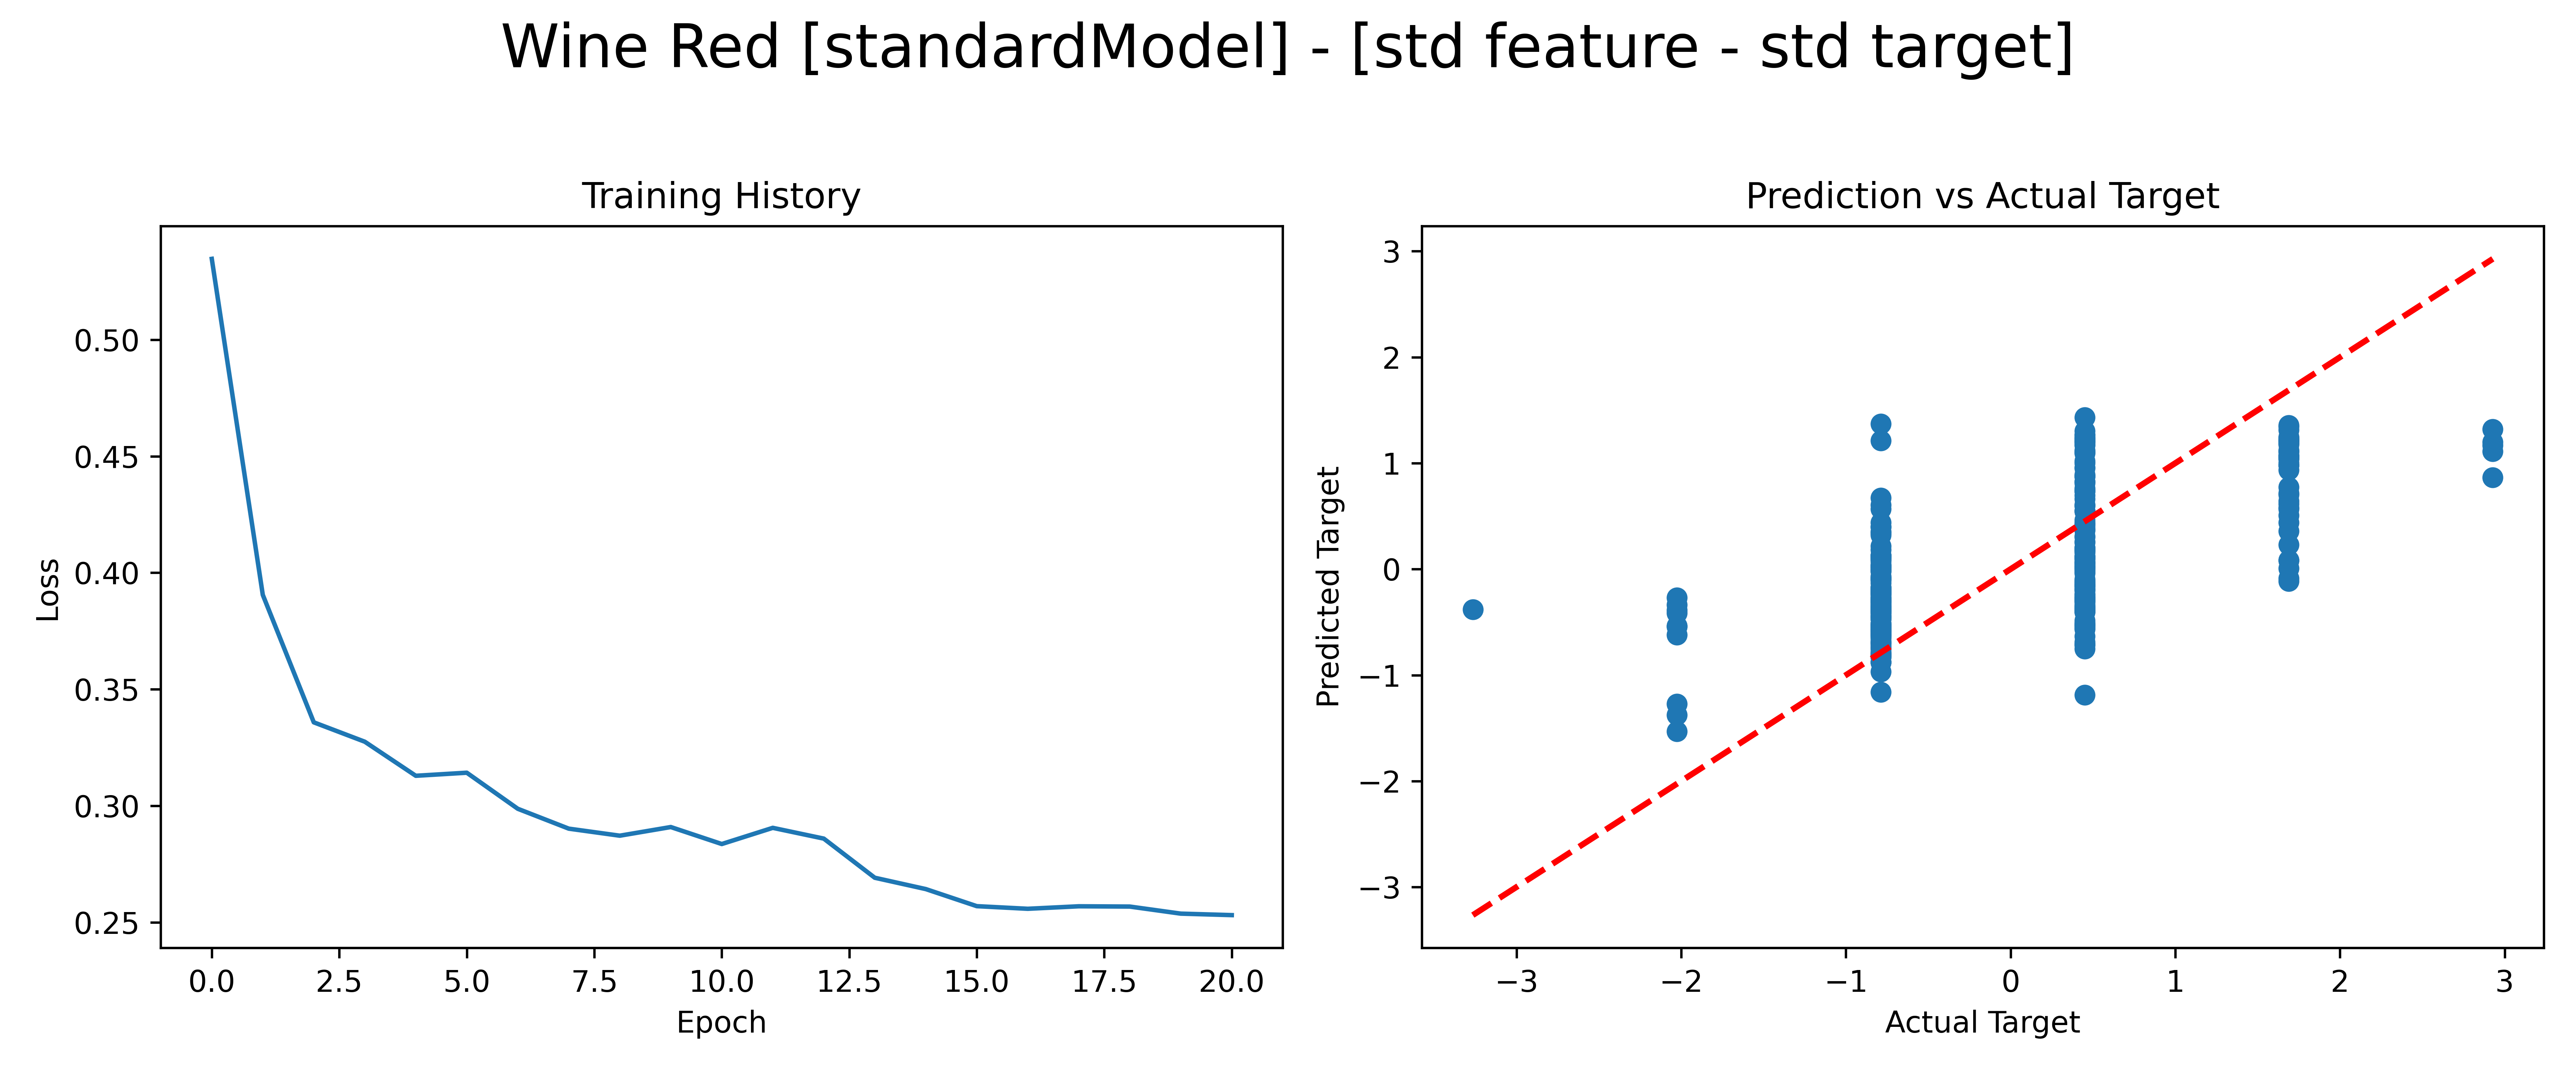 Wine Red [standardModel] - [std feature - std target]
Training History
Loss
0.50
0.45
0.40
0.35
0.30
0.25
0.0 2.5 5.0 7.5 10.0 12.5 15.0 17.5 20.0
Epoch
Prediction vs Actual Target
Predicted Target
3
2
1
0
−1
−2
−3
−3 −2 −1 0 1 2 3
Actual Target